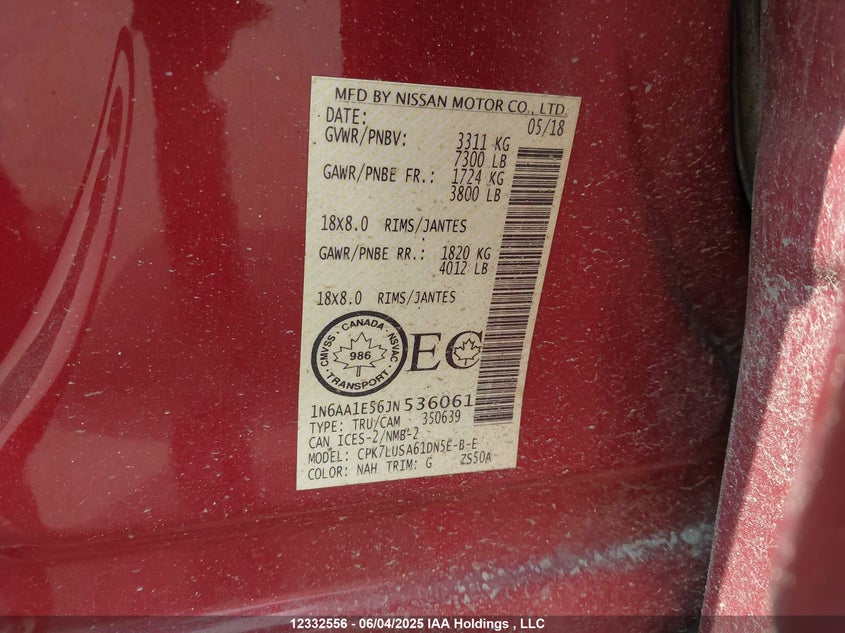 MFD BY NISSAN MOTOR CO., LTD.
DATE: 05/18
GVWR/PNBV: 3311 KG
7300 LB
GAWR/PNBE FR.: 1724 KG
3800 LB
18X8.0 RIMS/JANTES
GAWR/PNBE RR.: 1820 KG
4012 LB
18X8.0 RIMS/JANTES
CMVSS · CANADA · NSVAC
986
TRANSPORT
EC
1N6AA1E56JN536061
TYPE: TRU/CAM 350639
CAN ICES-2/NMB-2
MODEL: CPK7LUSA61DN5E-B-E
COLOR: NAH TRIM: G ZS50A
12332556 - 06/04/2025 IAA Holdings , LLC